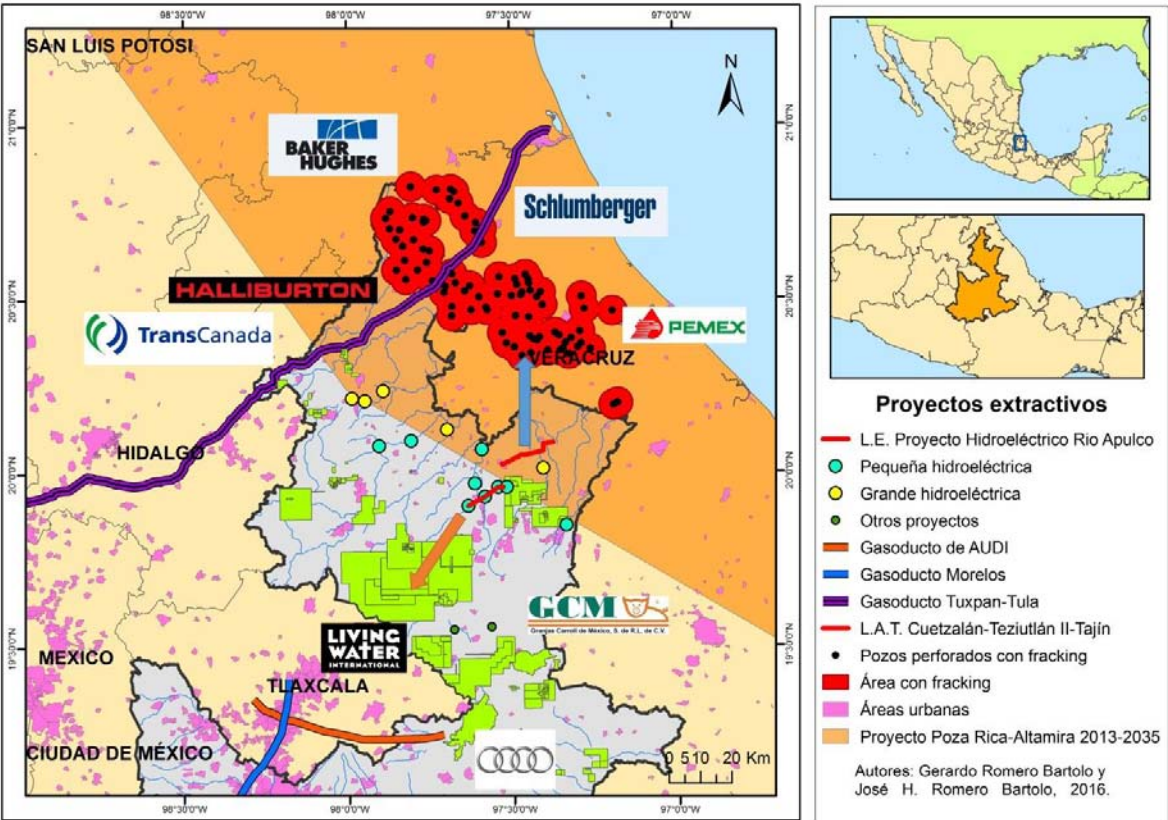 98°30'0"W
98°0'0"W
97°30'0"W
97°0'0"W
SAN LUIS POTOSI
N
21°0'0"N
21°0'0"N
BAKER
HUGHES
Schlumberger
HALLIBURTON
20°30'0"N
20°30'0"N
TransCanada
PEMEX
VERACRUZ
HIDALGO
20°0'0"N
20°0'0"N
GCM
Granjas Carroll de México, S. de R.L. de C.V.
LIVING
WATER
INTERNATIONAL
19°30'0"N
19°30'0"N
MEXICO
TLAXCALA
CIUDAD DE MÉXICO
0 5 10 20 Km
98°30'0"W
98°0'0"W
97°30'0"W
97°0'0"W
Proyectos extractivos
L.E. Proyecto Hidroeléctrico Rio Apulco
Pequeña hidroeléctrica
Grande hidroeléctrica
Otros proyectos
Gasoducto de AUDI
Gasoducto Morelos
Gasoducto Tuxpan-Tula
L.A.T. Cuetzalán-Teziutlán II-Tajín
Pozos perforados con fracking
Área con fracking
Áreas urbanas
Proyecto Poza Rica-Altamira 2013-2035
Autores: Gerardo Romero Bartolo y
José H. Romero Bartolo, 2016.